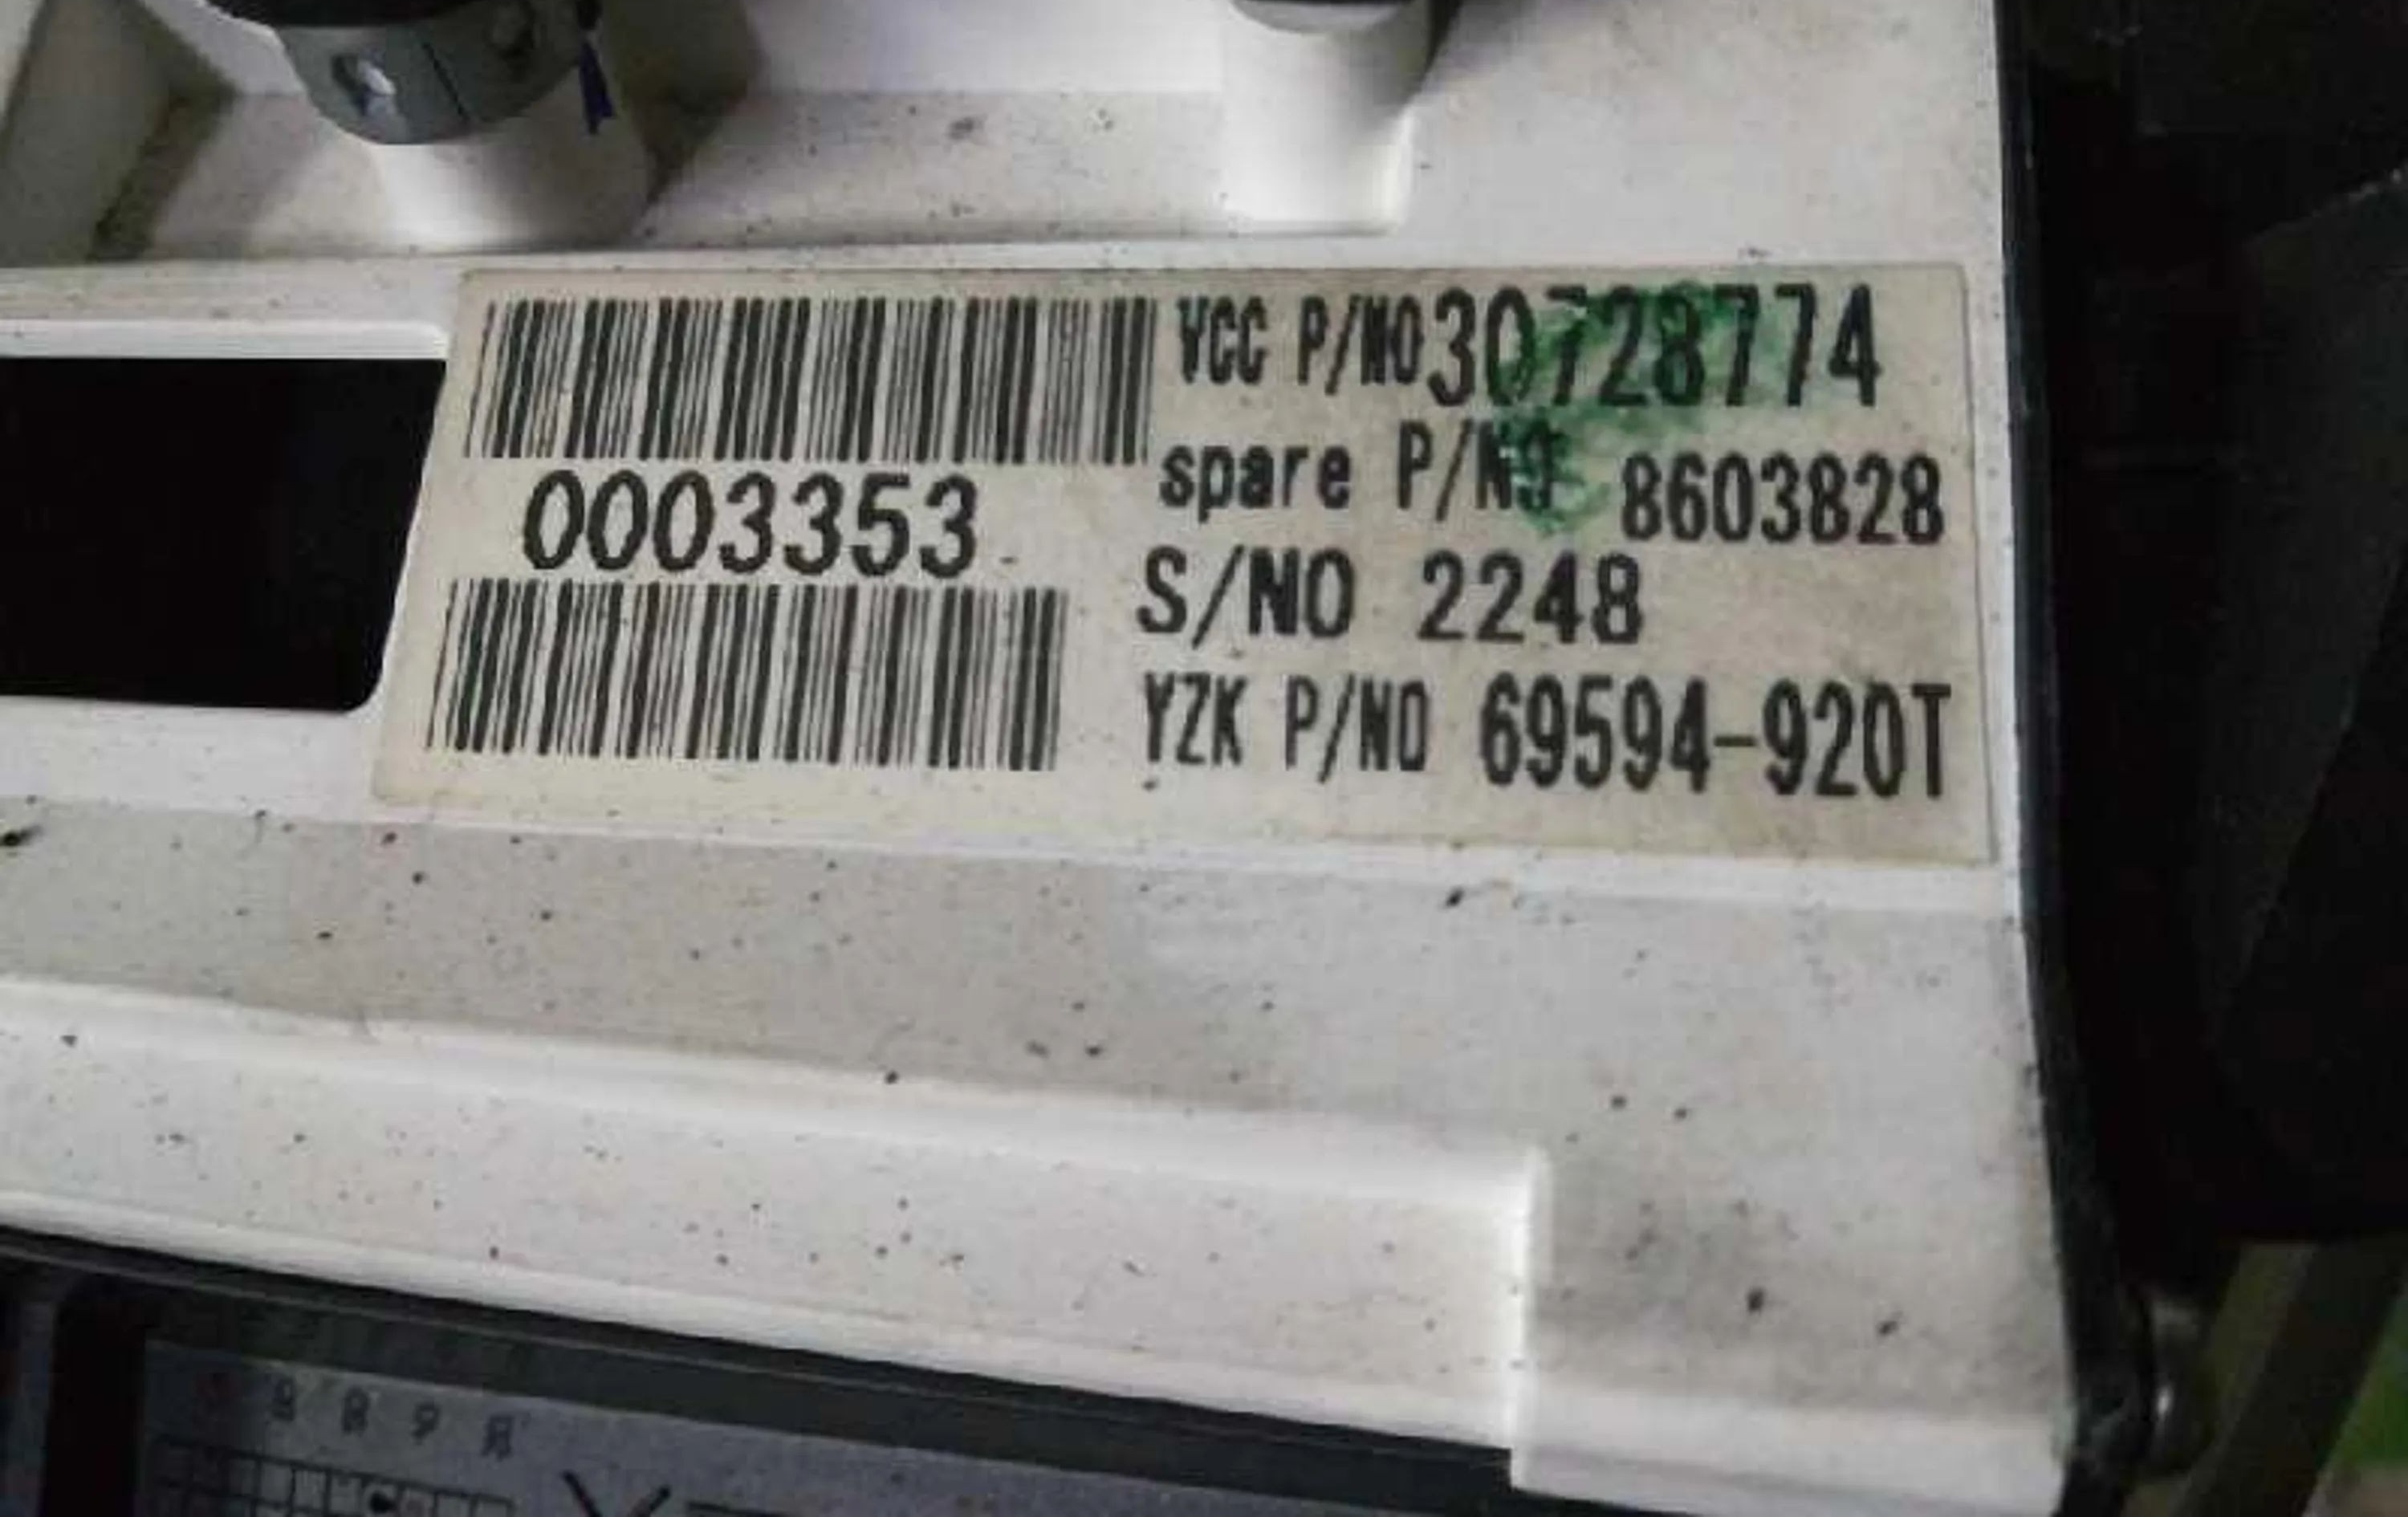 VCC P/NO 30728774
spare P/NO 8603828
0003353
S/NO 2248
YZK P/NO 69594-920T